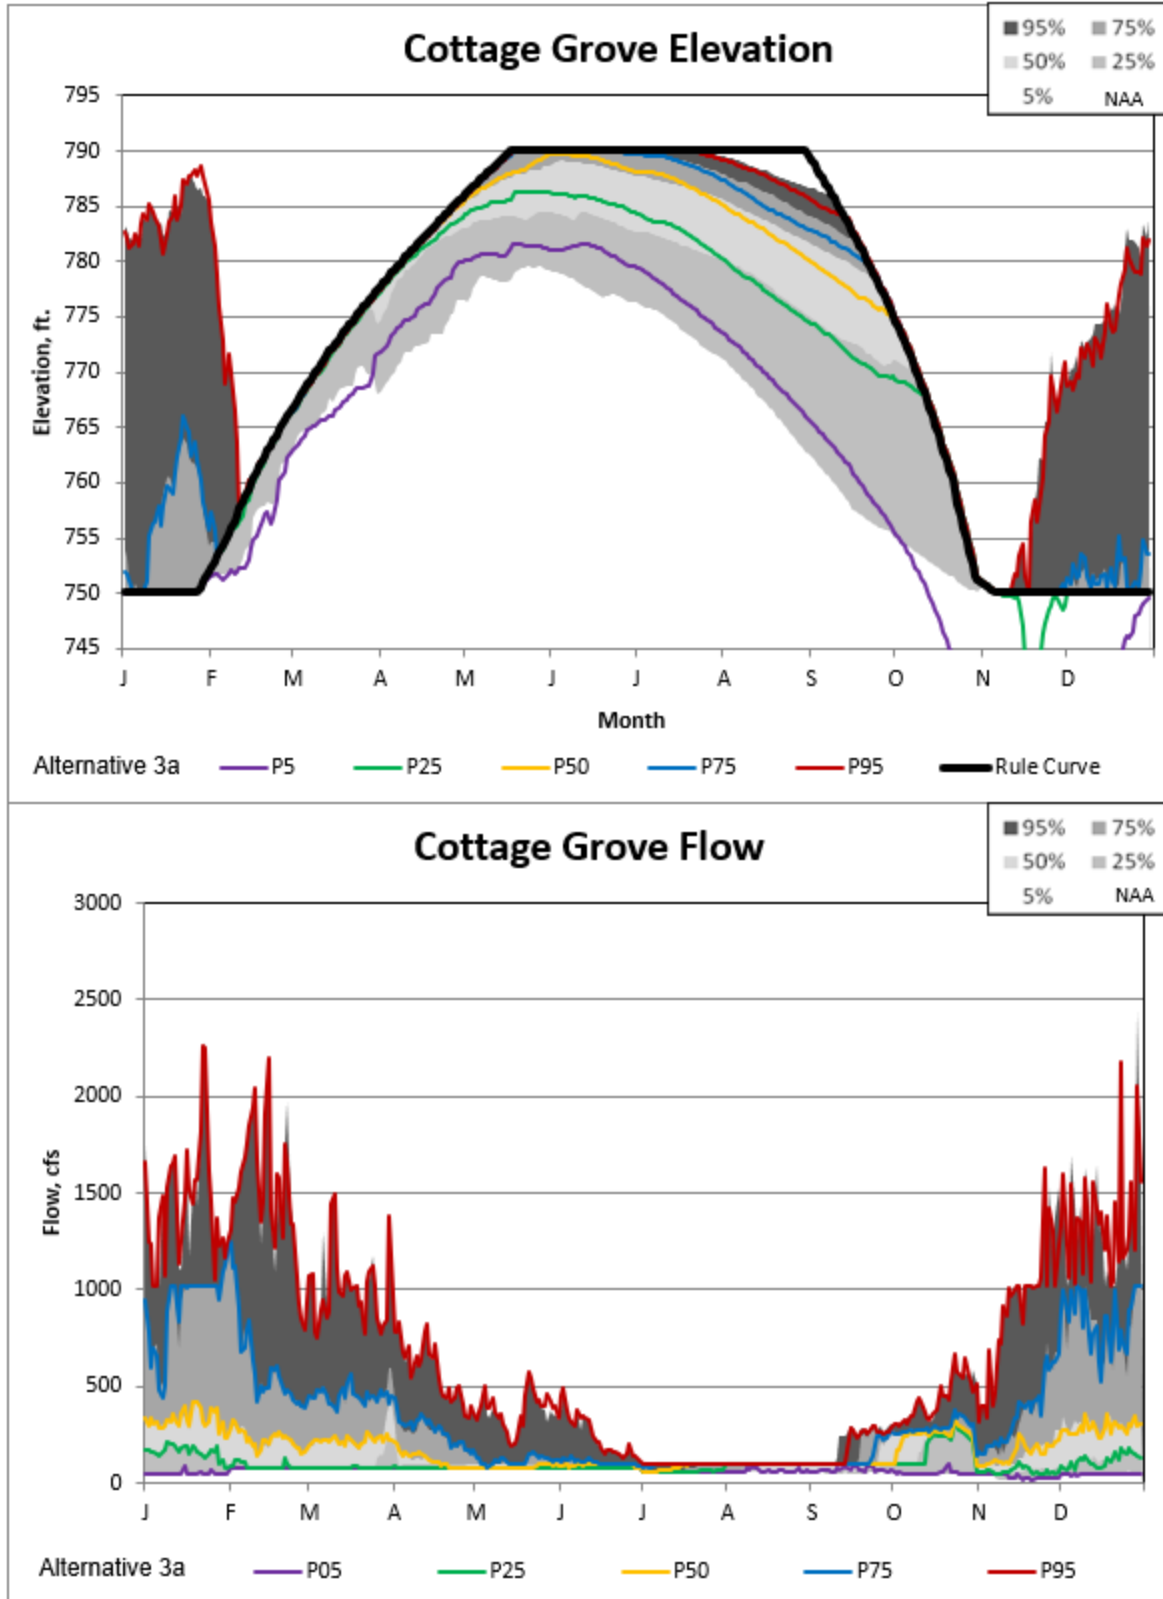 Cottage Grove Elevation
95% 75%
50% 25%
5% NAA
795
790
785
780
775
770
765
760
755
750
745
Elevation, ft.
J F M A M J J A S O N D
Month
Alternative 3a P5 P25 P50 P75 P95 Rule Curve
Cottage Grove Flow
95% 75%
50% 25%
5% NAA
3000
2500
2000
1500
1000
500
0
Flow, cfs
J F M A M J J A S O N D
Alternative 3a P05 P25 P50 P75 P95